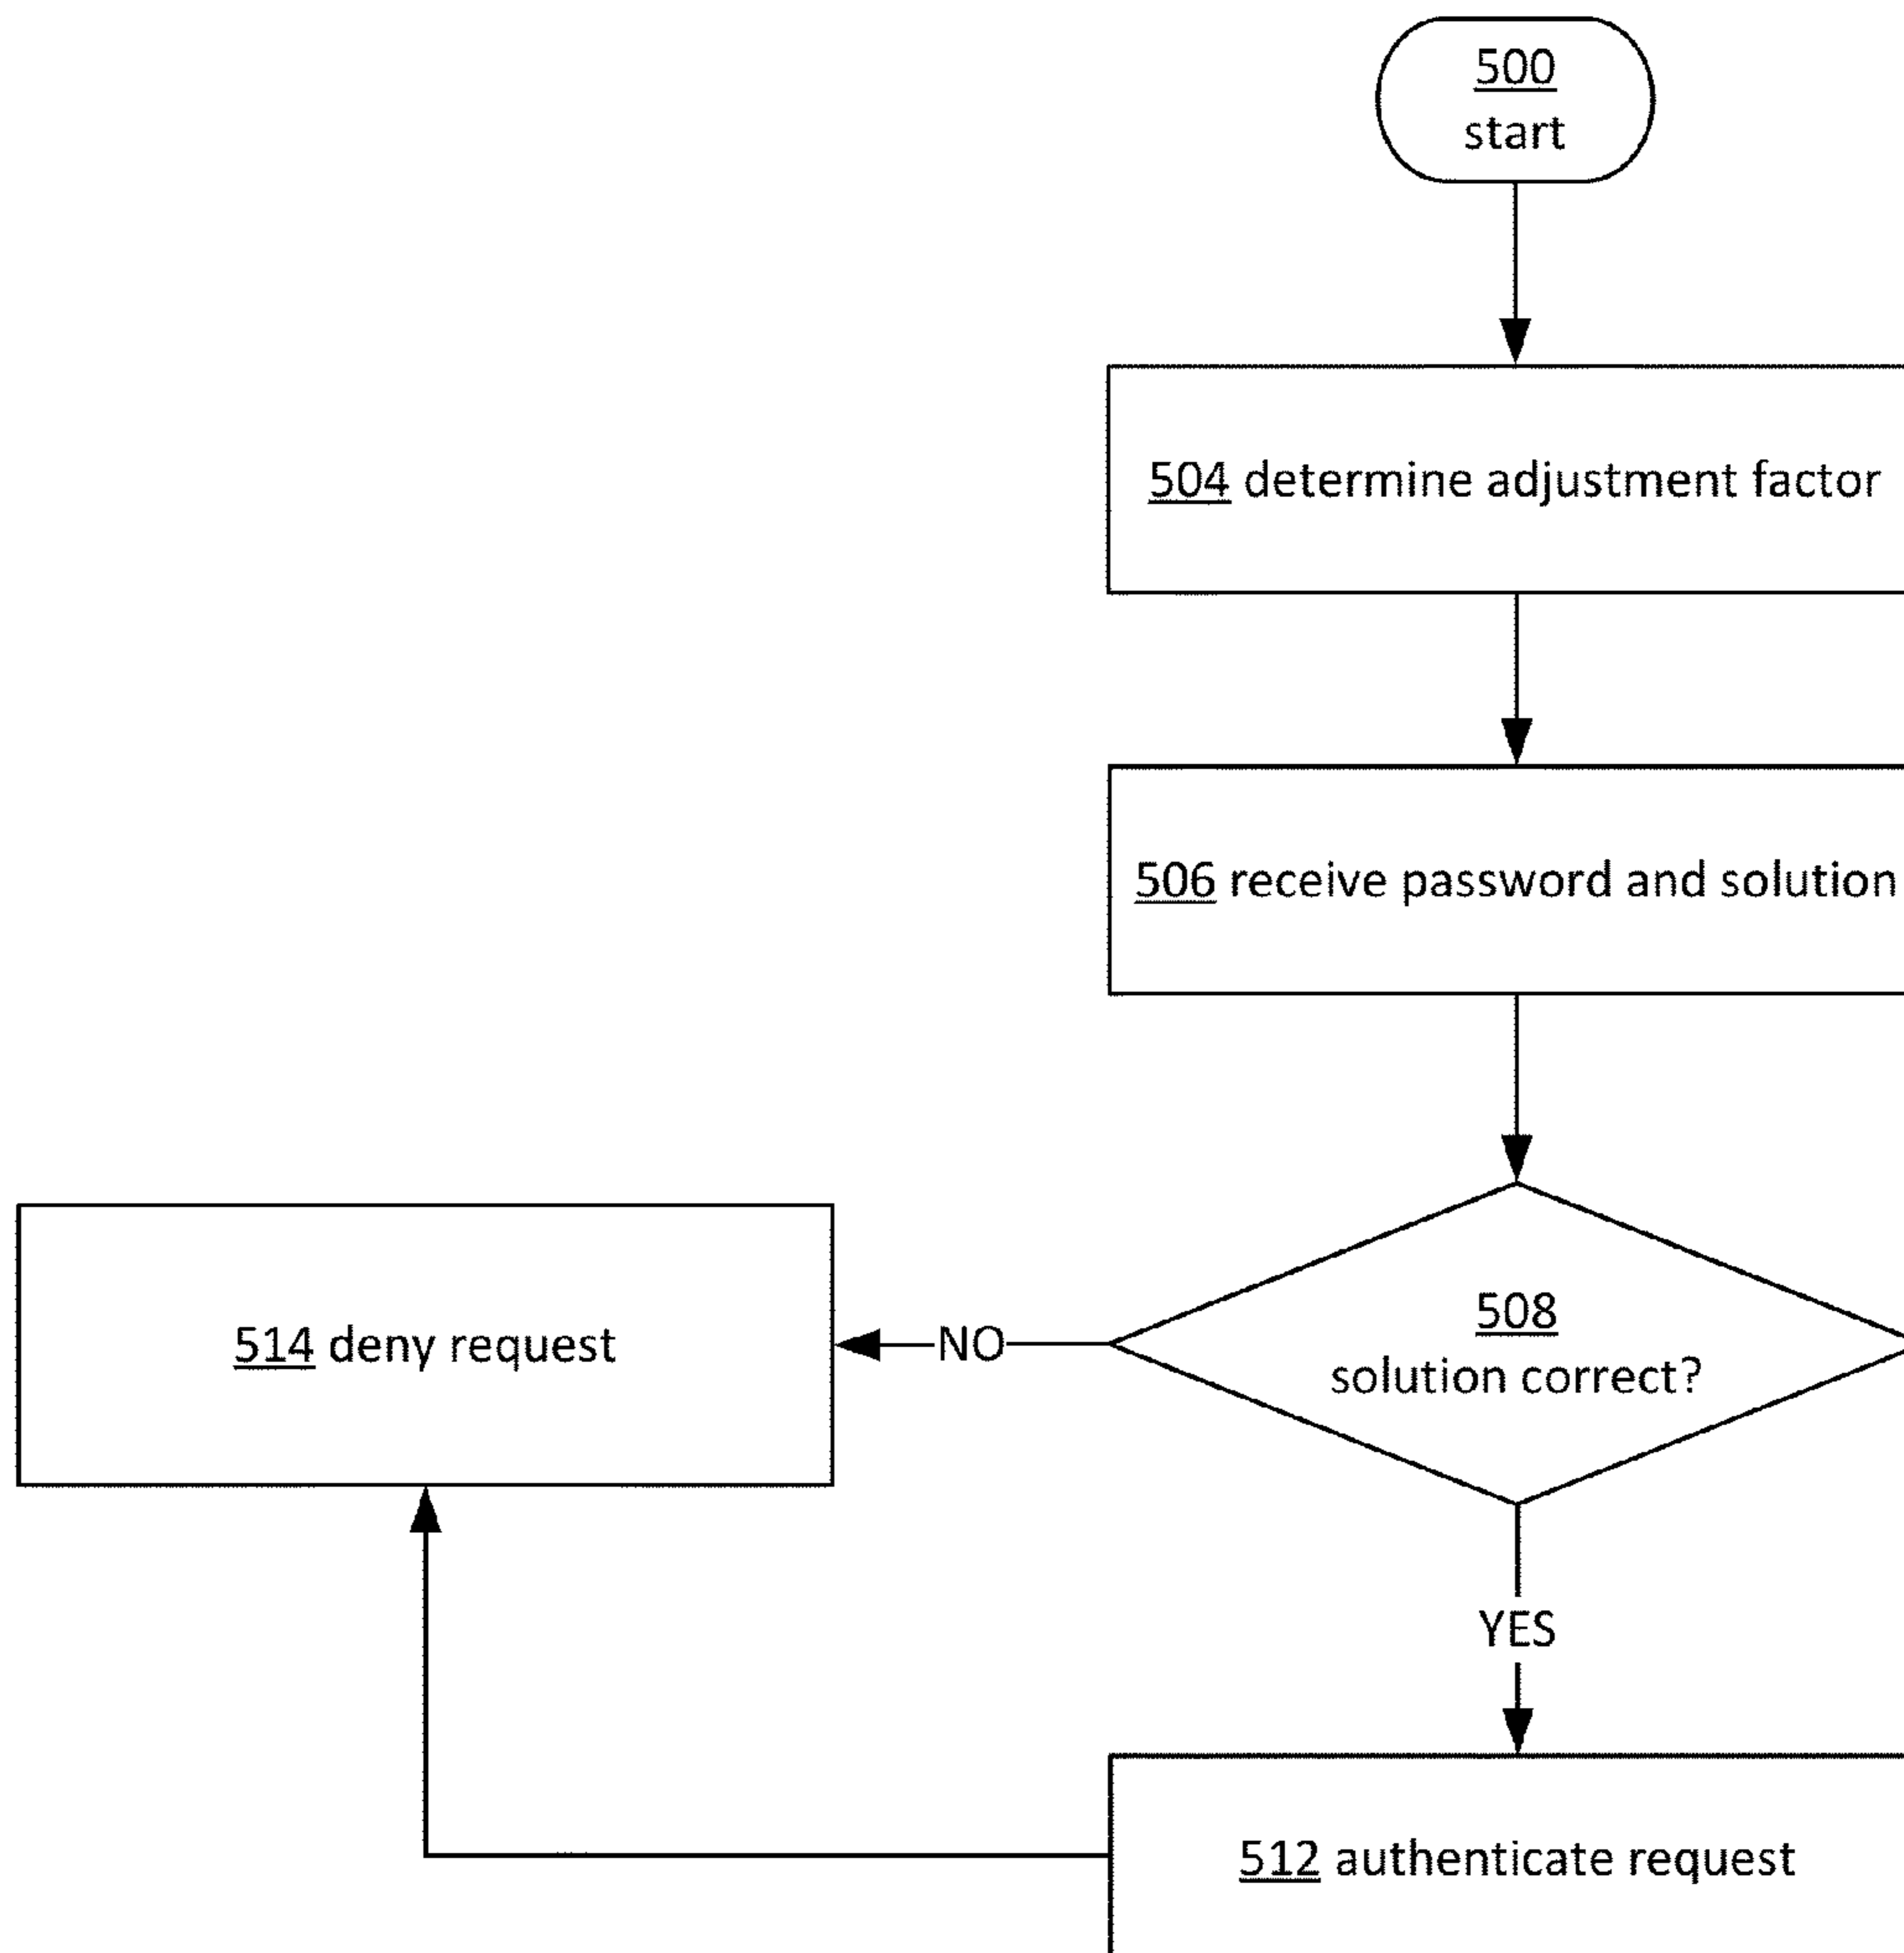 500
start
504 determine adjustment factor
506 receive password and solution
508
solution correct?
NO
514 deny request
YES
512 authenticate request